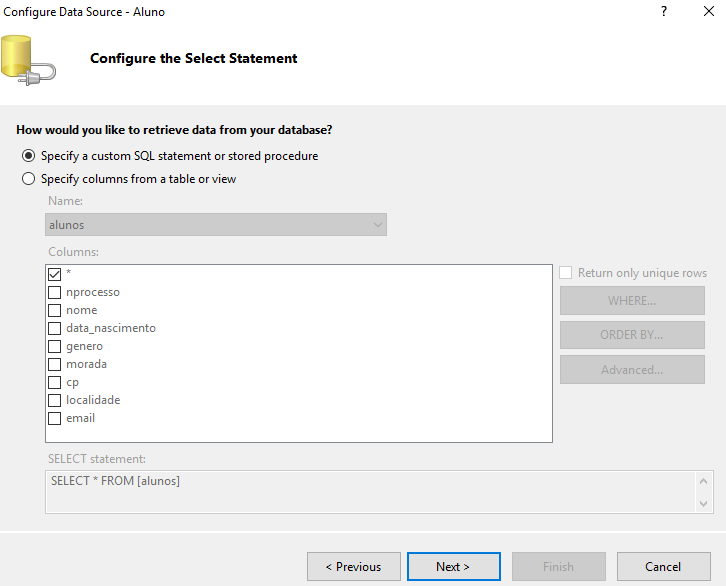 Configure Data Source - Aluno
?
Configure the Select Statement
How would you like to retrieve data from your database?
Specify a custom SQL statement or stored procedure
Specify columns from a table or view
Name:
alunos
Columns:
*
nprocesso
nome
data_nascimento
genero
morada
cp
localidade
email
Return only unique rows
WHERE...
ORDER BY...
Advanced...
SELECT statement:
SELECT * FROM [alunos]
< Previous
Next >
Finish
Cancel